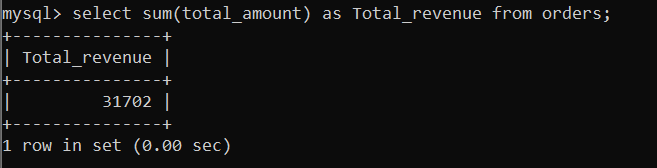 mysql> select sum(total_amount) as Total_revenue from orders;
+---------------+
| Total_revenue |
+---------------+
|         31702 |
+---------------+
1 row in set (0.00 sec)